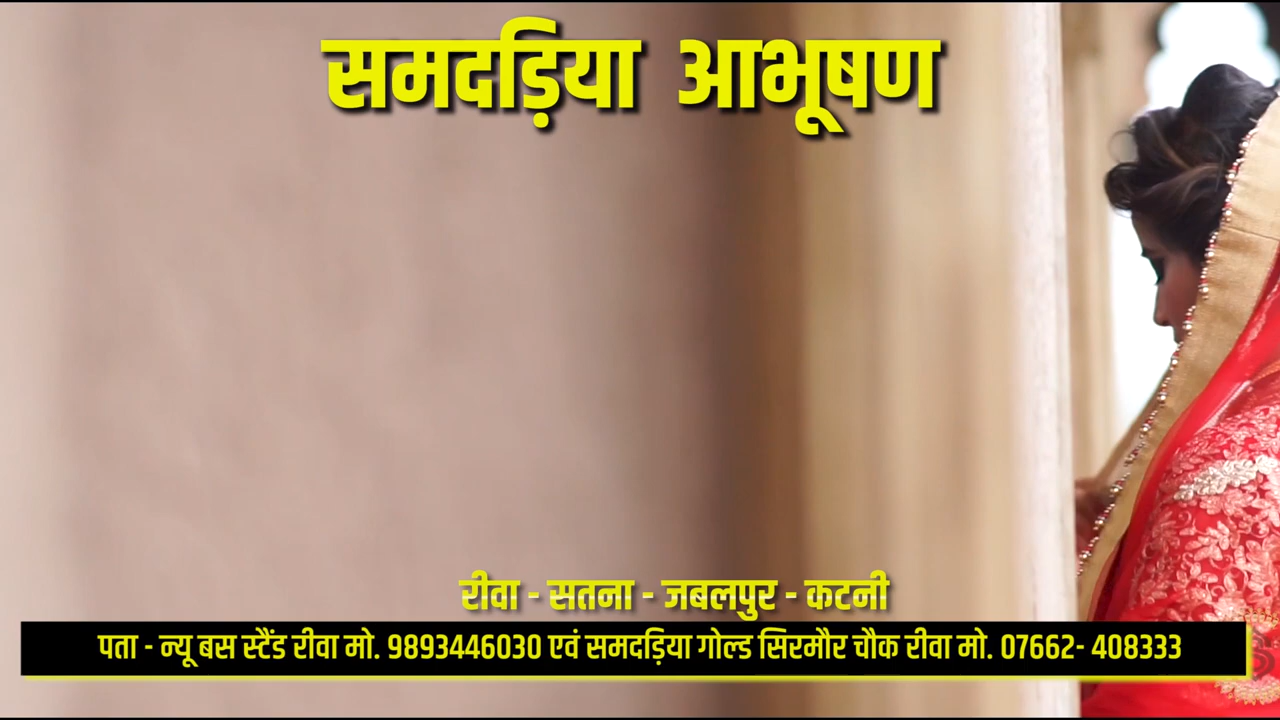 समदड़िया आभूषण
रीवा - सतना - जबलपुर - कटनी
पता - न्यू बस स्टैंड रीवा मो. 9893446030 एवं समदड़िया गोल्ड सिरमौर चौक रीवा मो. 07662- 408333